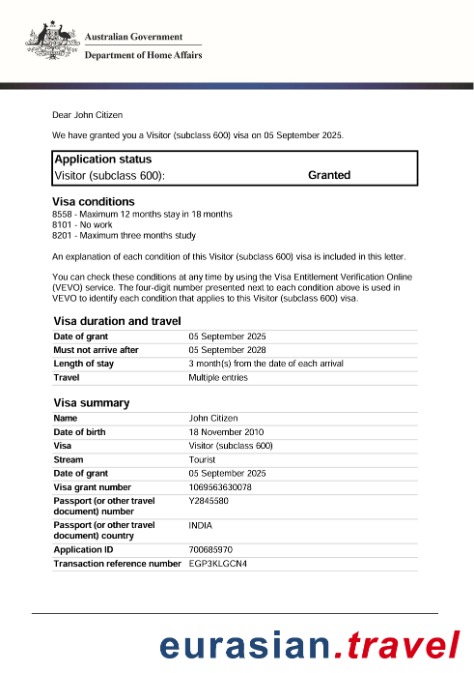 Australian Government
Department of Home Affairs
Dear John Citizen
We have granted you a Visitor (subclass 600) visa on 05 September 2025.
Application status
Visitor (subclass 600): Granted
Visa conditions
8558 - Maximum 12 months stay in 18 months
8101 - No work
8201 - Maximum three months study
An explanation of each condition of this Visitor (subclass 600) visa is included in this letter.
You can check these conditions at any time by using the Visa Entitlement Verification Online
(VEVO) service. The four-digit number presented next to each condition above is used in
VEVO to identify each condition that applies to this Visitor (subclass 600) visa.
Visa duration and travel
Date of grant 05 September 2025
Must not arrive after 05 September 2028
Length of stay 3 month(s) from the date of each arrival
Travel Multiple entries
Visa summary
Name John Citizen
Date of birth 18 November 2010
Visa Visitor (subclass 600)
Stream Tourist
Date of grant 05 September 2025
Visa grant number 1069563630078
Passport (or other travel
document) number Y2845580
Passport (or other travel
document) country INDIA
Application ID 700685970
Transaction reference number EGP3KLGCN4
eurasian.travel